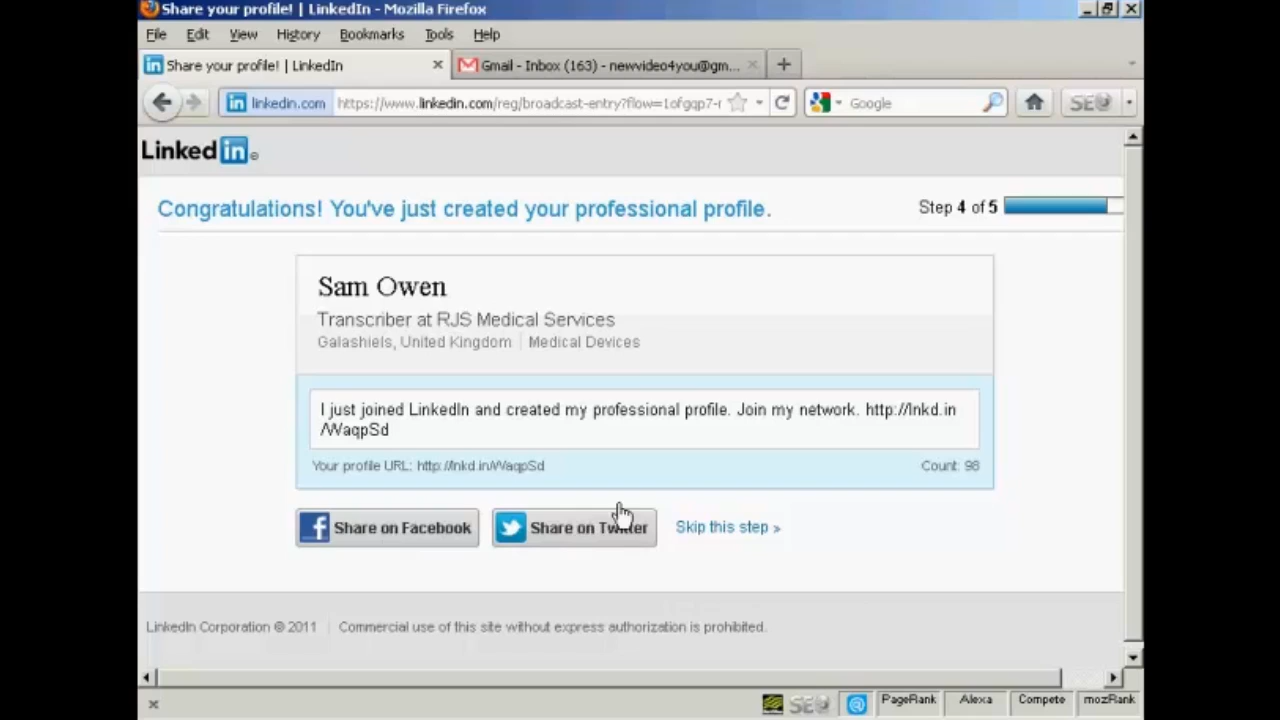 Share your profile! | LinkedIn - Mozilla Firefox
File Edit View History Bookmarks Tools Help
Share your profile! | LinkedIn Gmail - Inbox (163) - newvideo4you@gm...
linkedin.com https://www.linkedin.com/reg/broadcast-entry?flow=1ofgqp7-r Google SEO
LinkedIn
Congratulations! You've just created your professional profile. Step 4 of 5
Sam Owen
Transcriber at RJS Medical Services
Galashiels, United Kingdom | Medical Devices
I just joined LinkedIn and created my professional profile. Join my network. http://lnkd.in
/WaqpSd
Your profile URL: http://lnkd.in/WaqpSd Count: 98
Share on Facebook Share on Twitter Skip this step »
LinkedIn Corporation © 2011 | Commercial use of this site without express authorization is prohibited.
SEO @ PageRank Alexa Compete mozRank